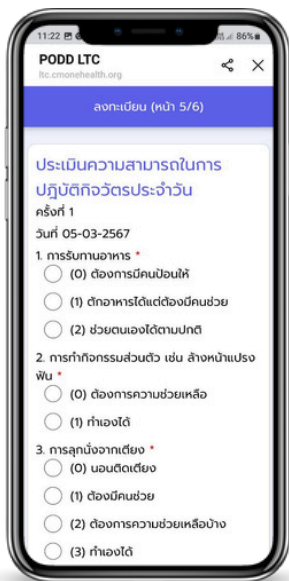 11:22
86%
PODD LTC
ltc.cmonehealth.org
ลงทะเบียน (หน้า 5/6)
ประเมินความสามารถในการ
ปฏิบัติกิจวัตรประจำวัน
ครั้งที่ 1
วันที่ 05-03-2567
1. การรับทานอาหาร *
(0) ต้องการมีคนป้อนให้
(1) ตักอาหารได้แต่ต้องมีคนช่วย
(2) ช่วยตนเองได้ตามปกติ
2. การทำกิจกรรมส่วนตัว เช่น ล้างหน้าแปรง
ฟัน *
(0) ต้องการความช่วยเหลือ
(1) ทำเองได้
3. การลุกนั่งจากเตียง *
(0) นอนติดเตียง
(1) ต้องมีคนช่วย
(2) ต้องการความช่วยเหลือบ้าง
(3) ทำเองได้